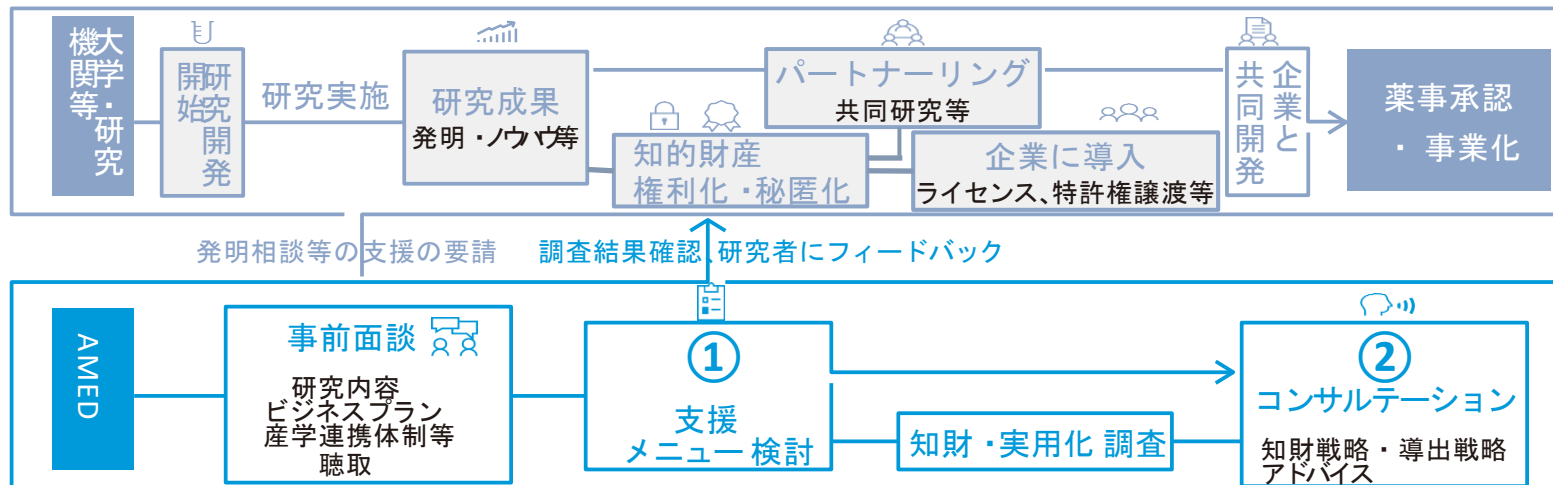 大学・研究
機関等
研究開発
開始
研究実施
研究成果
発明・ノウハウ等
知的財産
権利化・秘匿化
パートナーリング
共同研究等
企業に導入
ライセンス、特許権譲渡等
企業と
共同開発
薬事承認
・事業化
発明相談等の支援の要請
調査結果確認、研究者にフィードバック
AMED
事前面談
研究内容
ビジネスプラン
産学連携体制等
聴取
①
支援
メニュー検討
知財・実用化 調査
②
コンサルテーション
知財戦略・導出戦略
アドバイス